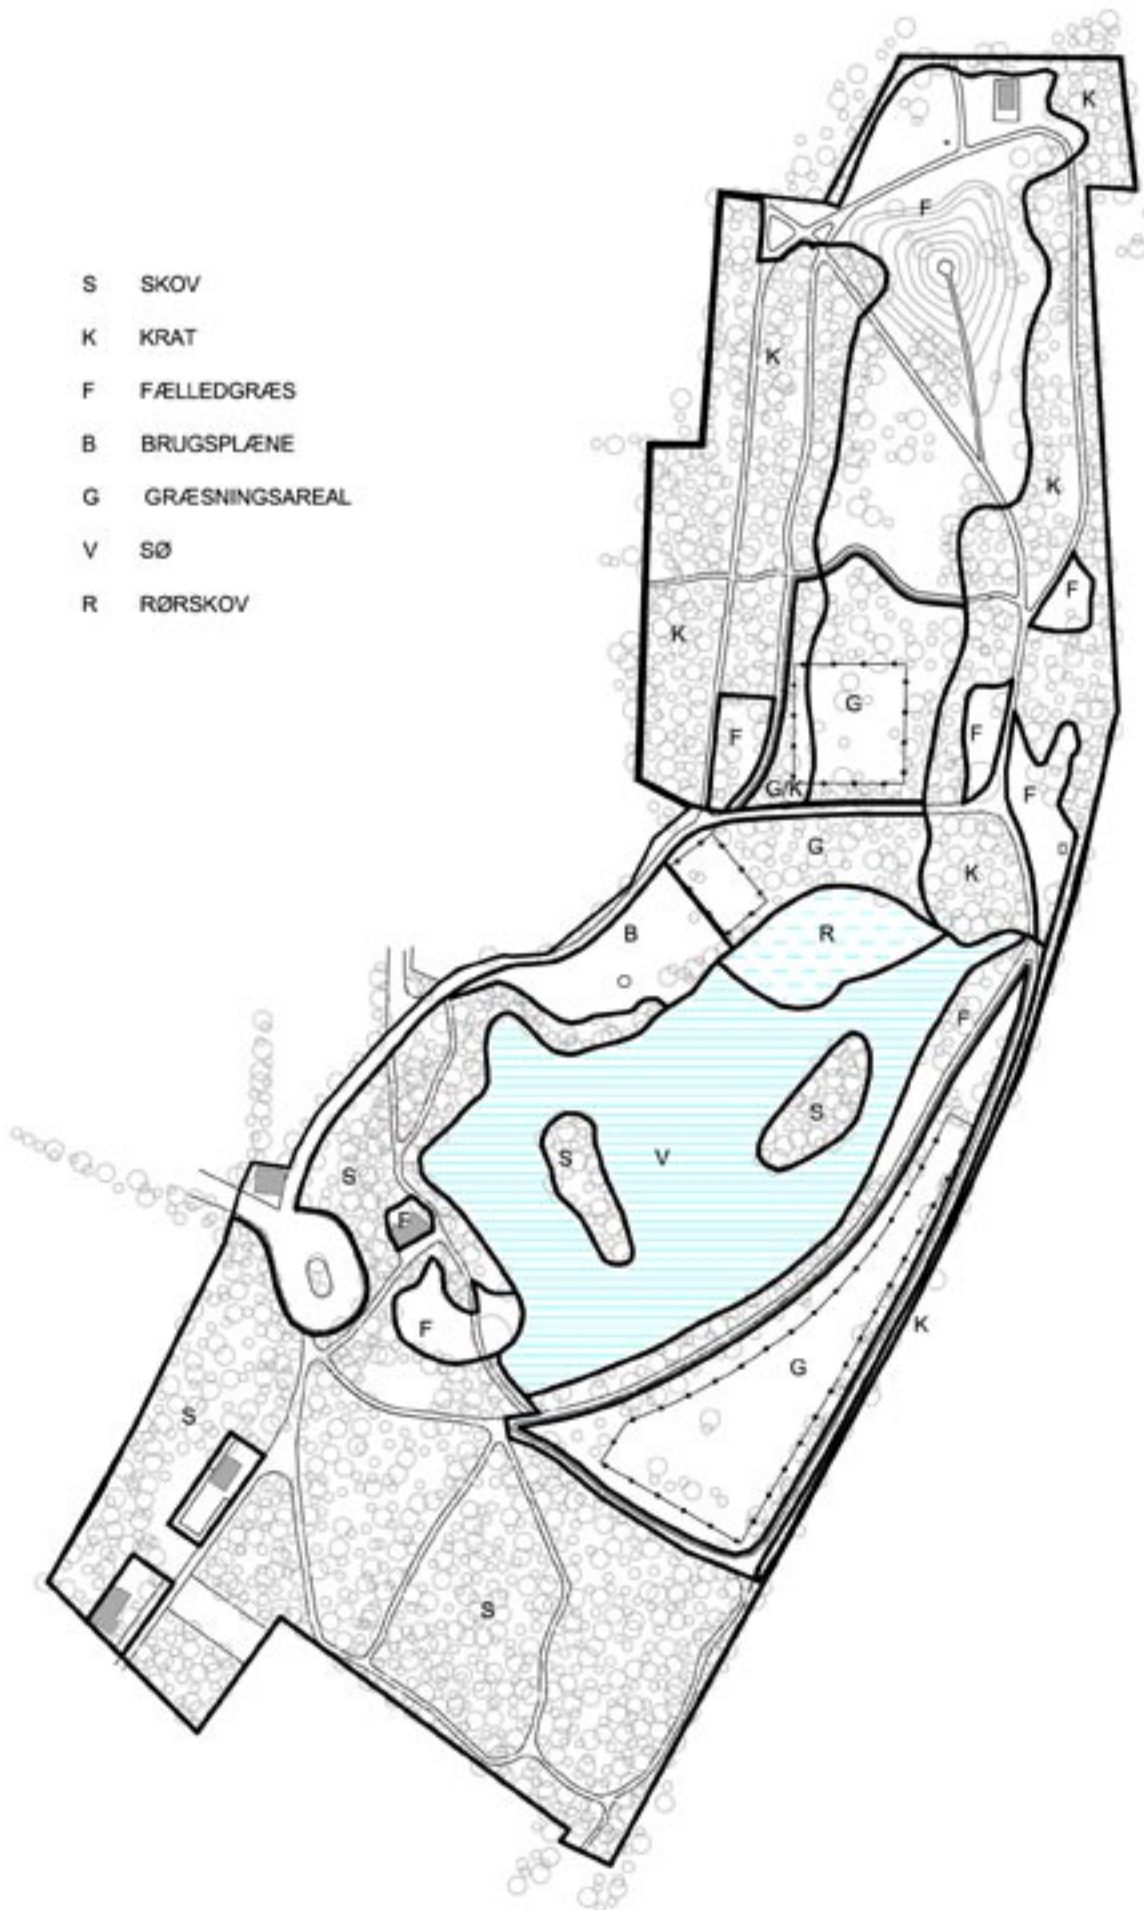 K
F
S SKOV
K KRAT
K
F FÆLLEDGRÆS
B BRUGSPLÆNE
G GRÆSNINGSAREAL
K
V SØ
F
R RØRSKOV
K
G
F
F
G/K
F
G
K
B
R
F
S
S
V
S
F
F
K
G
S
S